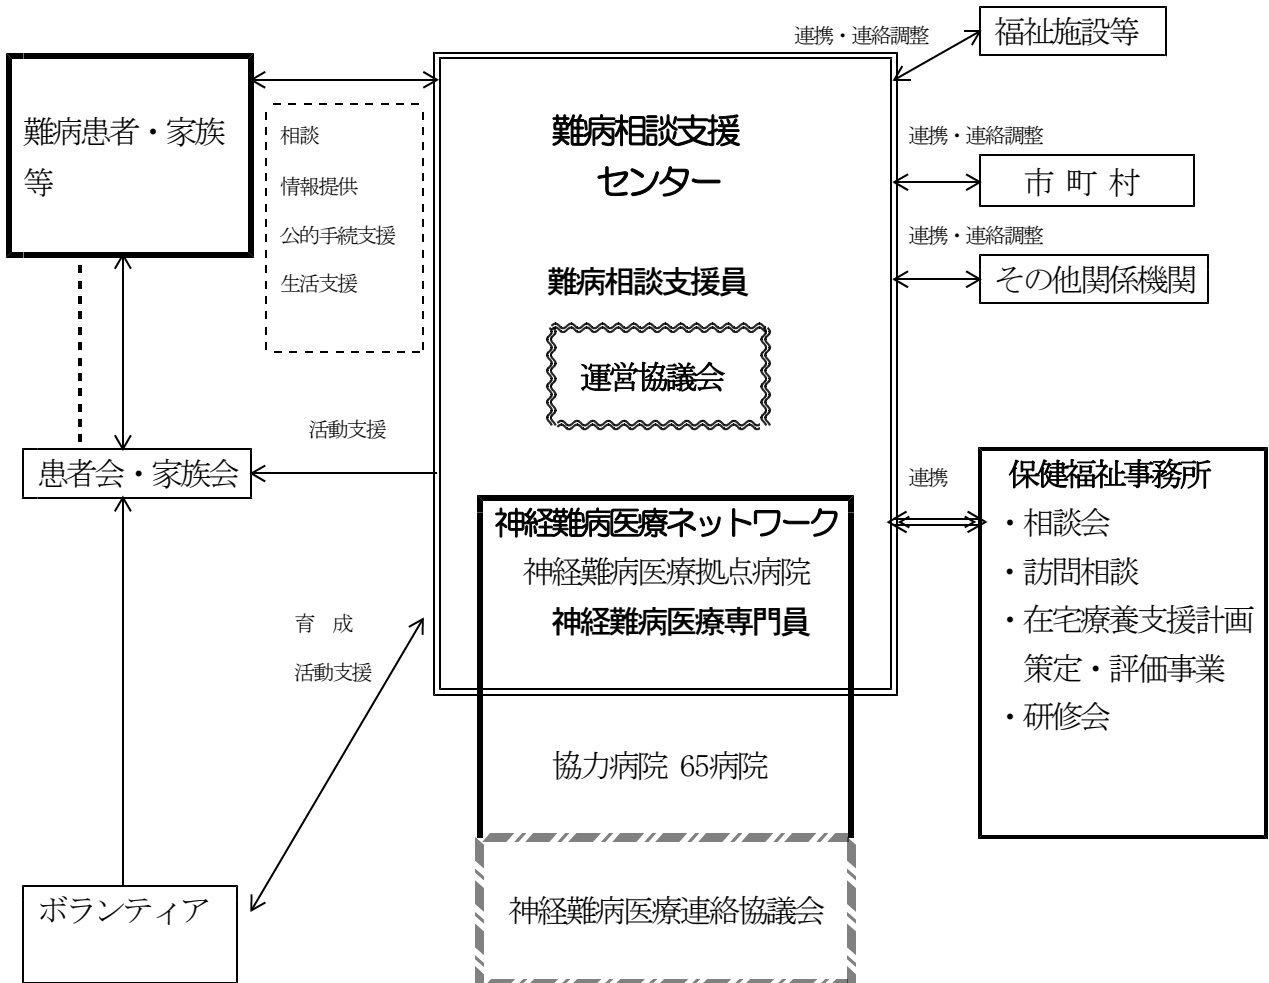 連携・連絡調整
福祉施設等
難病患者・家族
等
相談
情報提供
公的手続支援
生活支援
難病相談支援
センター
難病相談支援員
運営協議会
連携・連絡調整
市 町 村
連携・連絡調整
その他関係機関
活動支援
患者会・家族会
連携
保健福祉事務所
・相談会
・訪問相談
・在宅療養支援計画
策定・評価事業
・研修会
神経難病医療ネットワーク
神経難病医療拠点病院
神経難病医療専門員
育 成
活動支援
協力病院 65病院
ボランティア
神経難病医療連絡協議会